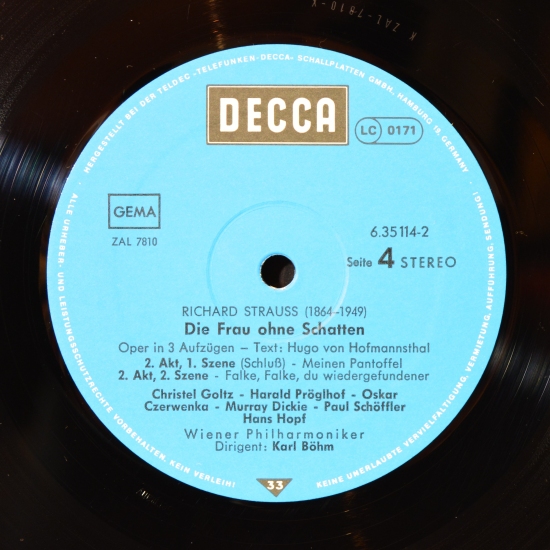 K ZAL-7810-K
HERGESTELLT BEI DER TELDEC »TELEFUNKEN-DECCA« SCHALLPLATTEN GMBH, HAMBURG 19, GERMANY ·
DECCA
LC 0171
GEMA
ZAL 7810
6.35114-2
Seite 4 STEREO
RICHARD STRAUSS (1864-1949)
Die Frau ohne Schatten
Oper in 3 Aufzügen – Text: Hugo von Hofmannsthal
2. Akt, 1. Szene (Schluß) - Meinen Pantoffel
2. Akt, 2. Szene - Falke, Falke, du wiedergefundener
Christel Goltz - Harald Pröglhof - Oskar
Czerwenka - Murray Dickie - Paul Schöffler
Hans Hopf
Wiener Philharmoniker
Dirigent: Karl Böhm
33
ALLE URHEBER- UND LEISTUNGSSCHUTZRECHTE VORBEHALTEN. KEIN VERLEIH!
KEINE UNERLAUBTE VERVIELFÄLTIGUNG, VERMIETUNG, AUFFÜHRUNG, SENDUNG!